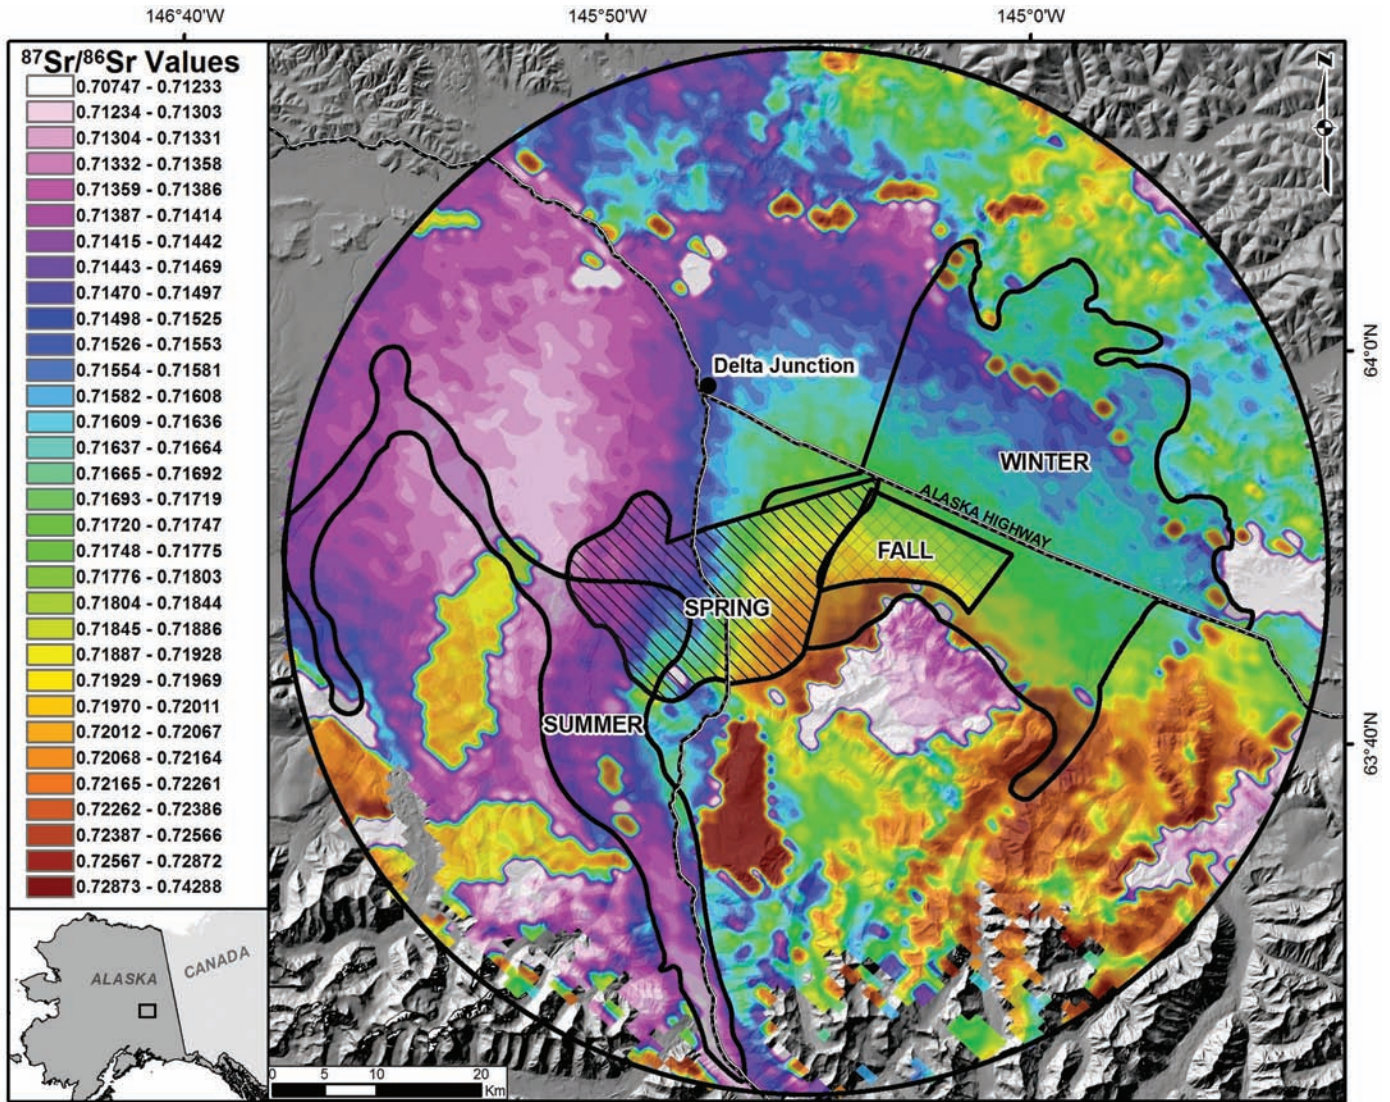 146°40'W
145°50'W
145°0'W
⁸⁷Sr/⁸⁶Sr Values
0.70747 - 0.71233
0.71234 - 0.71303
0.71304 - 0.71331
0.71332 - 0.71358
0.71359 - 0.71386
0.71387 - 0.71414
0.71415 - 0.71442
0.71443 - 0.71469
0.71470 - 0.71497
0.71498 - 0.71525
0.71526 - 0.71553
0.71554 - 0.71581
0.71582 - 0.71608
0.71609 - 0.71636
0.71637 - 0.71664
0.71665 - 0.71692
0.71693 - 0.71719
0.71720 - 0.71747
0.71748 - 0.71775
0.71776 - 0.71803
0.71804 - 0.71844
0.71845 - 0.71886
0.71887 - 0.71928
0.71929 - 0.71969
0.71970 - 0.72011
0.72012 - 0.72067
0.72068 - 0.72164
0.72165 - 0.72261
0.72262 - 0.72386
0.72387 - 0.72566
0.72567 - 0.72872
0.72873 - 0.74288
N
64°0'N
Delta Junction
WINTER
ALASKA HIGHWAY
FALL
SPRING
SUMMER
63°40'N
ALASKA
CANADA
0 5 10 20
Km